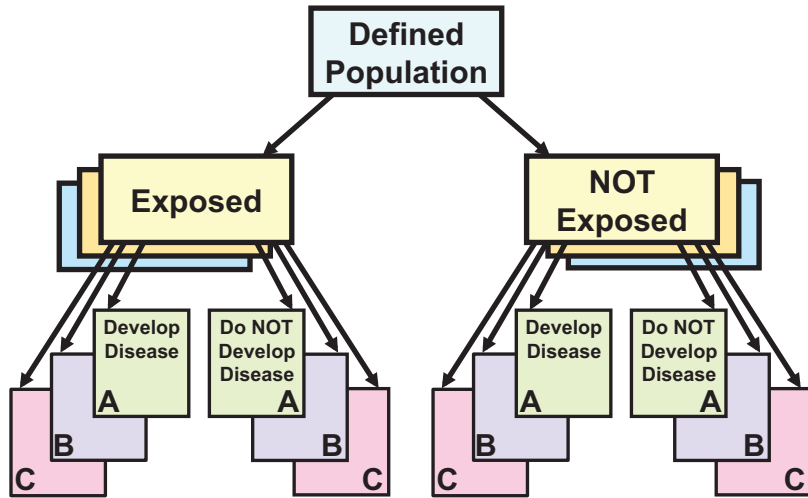 Defined
Population
Exposed
NOT
Exposed
Develop
Disease
A
B
C
Do NOT
Develop
Disease
A
B
C
Develop
Disease
A
B
C
Do NOT
Develop
Disease
A
B
C